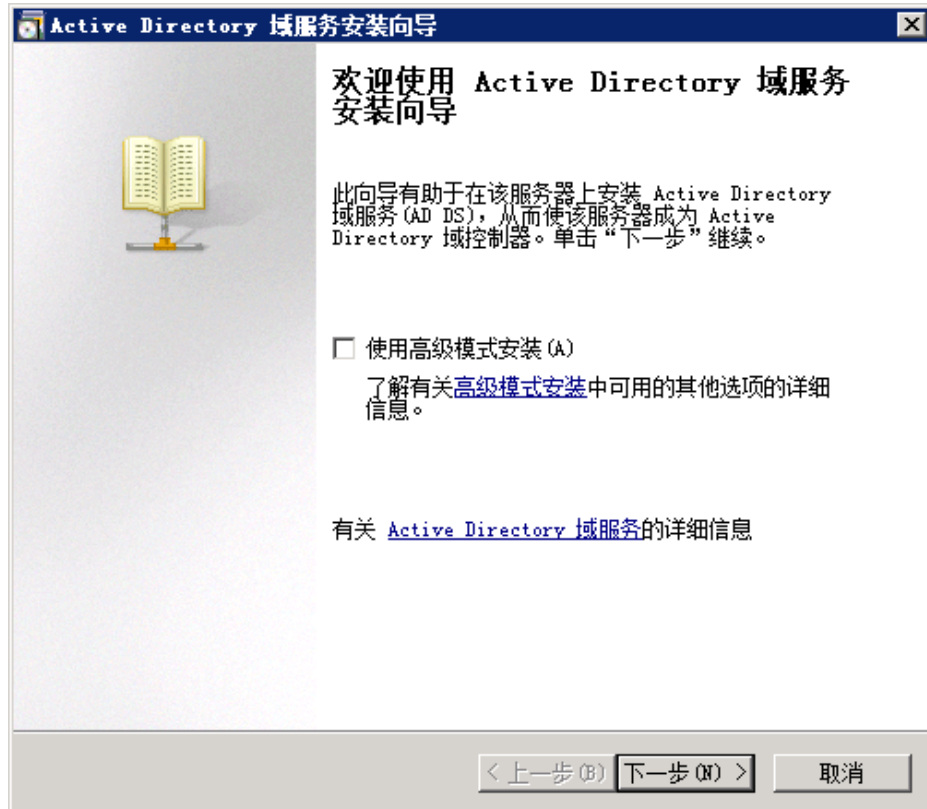 Active Directory 域服务安装向导
欢迎使用 Active Directory 域服务
安装向导
此向导有助于在该服务器上安装 Active Directory
域服务(AD DS)，从而使该服务器成为 Active
Directory 域控制器。单击“下一步”继续。
使用高级模式安装(A)
了解有关高级模式安装中可用的其他选项的详细
信息。
有关 Active Directory 域服务的详细信息
< 上一步(B) 下一步(N) > 取消